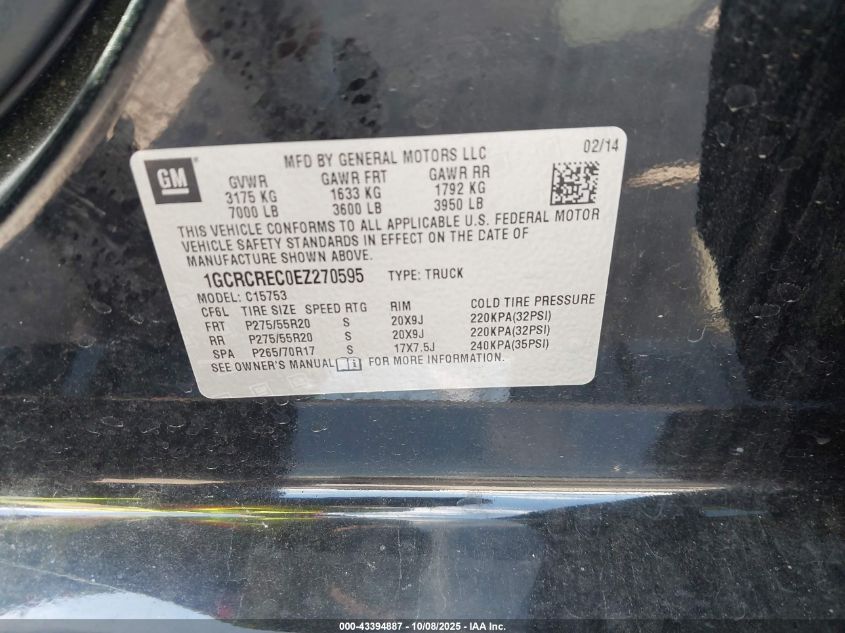 GM
MFD BY GENERAL MOTORS LLC 02/14
GVWR GAWR FRT GAWR RR
3175 KG 1633 KG 1792 KG
7000 LB 3600 LB 3950 LB
THIS VEHICLE CONFORMS TO ALL APPLICABLE U.S. FEDERAL MOTOR
VEHICLE SAFETY STANDARDS IN EFFECT ON THE DATE OF
MANUFACTURE SHOWN ABOVE.
1GCRCREC0EZ270595 TYPE: TRUCK
MODEL: C15753
CF6L TIRE SIZE SPEED RTG RIM COLD TIRE PRESSURE
FRT P275/55R20 S 20X9J 220KPA(32PSI)
RR P275/55R20 S 20X9J 220KPA(32PSI)
SPA P265/70R17 S 17X7.5J 240KPA(35PSI)
SEE OWNER'S MANUAL FOR MORE INFORMATION.
000-43394887 - 10/08/2025 - IAA Inc.